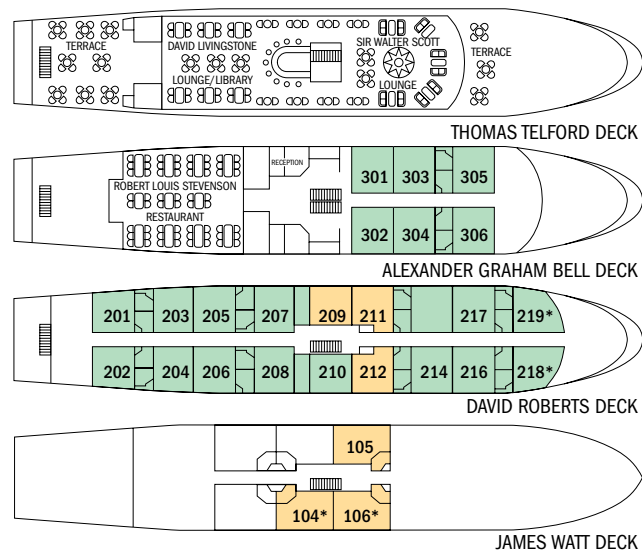 TERRACE
DAVID LIVINGSTONE
LOUNGE/LIBRARY
SIR WALTER SCOTT
LOUNGE
TERRACE
THOMAS TELFORD DECK
ROBERT LOUIS STEVENSON
RESTAURANT
RECEPTION
301 303 305
302 304 306
ALEXANDER GRAHAM BELL DECK
201 203 205 207 209 211 217 219*
202 204 206 208 210 212 214 216 218*
DAVID ROBERTS DECK
105
104* 106*
JAMES WATT DECK